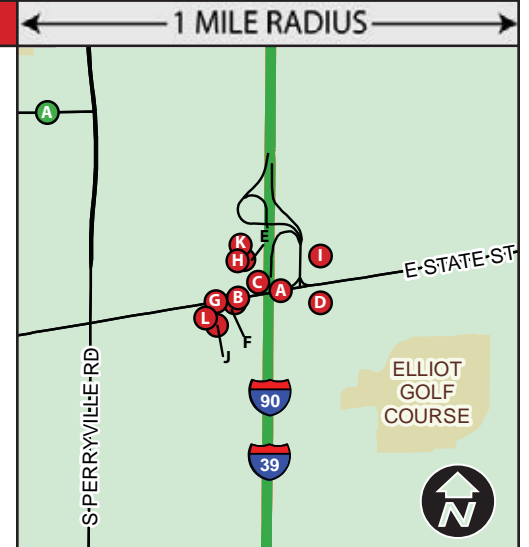 1 MILE RADIUS
A
E
K
H
I
E STATE ST
C
A
B
G
D
L
F
J
S PERRYVILLE RD
ELLIOT
GOLF
COURSE
90
39
N